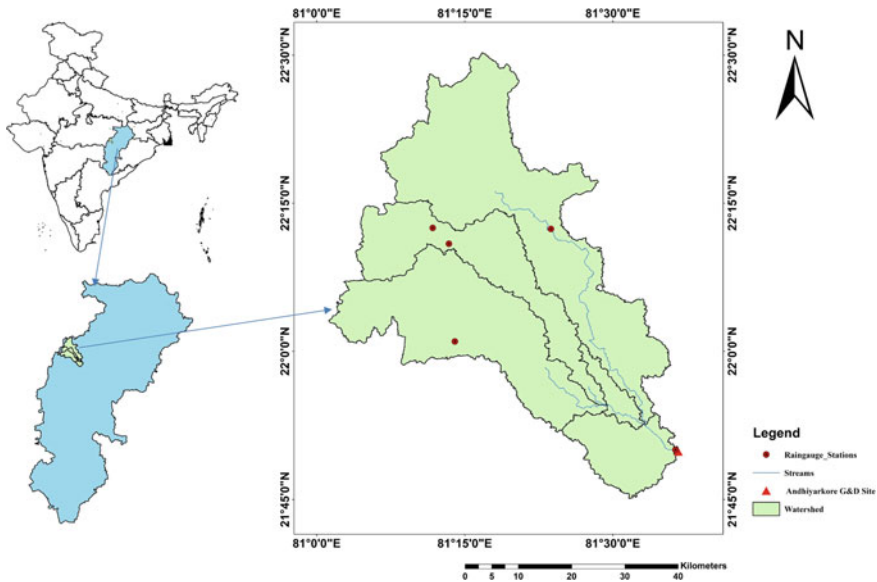 81°0'0"E
81°15'0"E
81°30'0"E
N
22°30'0"N
22°30'0"N
22°15'0"N
22°15'0"N
22°0'0"N
22°0'0"N
21°45'0"N
21°45'0"N
81°0'0"E
81°15'0"E
81°30'0"E
Legend
Raingauge_Stations
Streams
Andhiyarkore G&D Site
Watershed
Kilometers
0 5 10 20 30 40